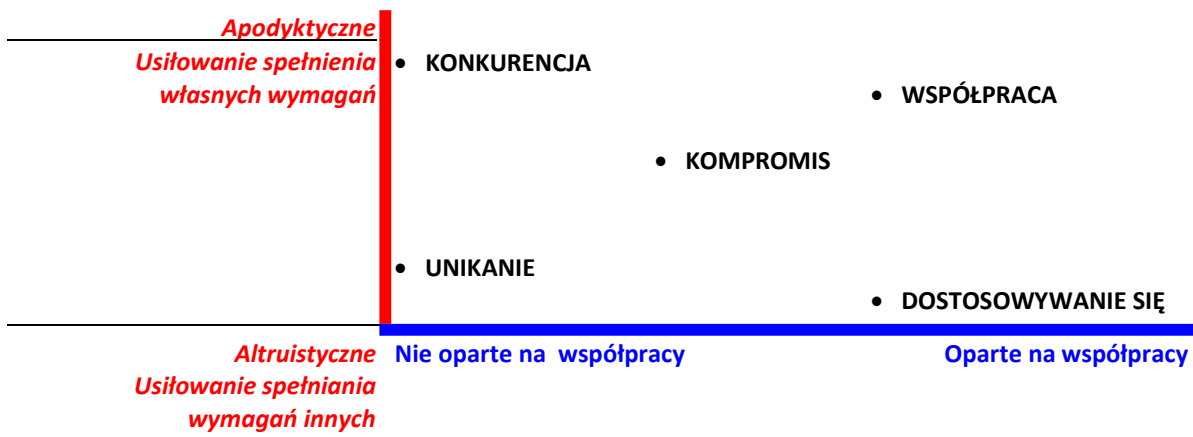 Apodyktyczne
Usiłowanie spełnienia
własnych wymagań
• KONKURENCJA
• WSPÓŁPRACA
• KOMPROMIS
• UNIKANIE
• DOSTOSOWYWANIE SIĘ
Altruistyczne
Usiłowanie spełniania
wymagań innych
Nie oparte na współpracy
Oparte na współpracy